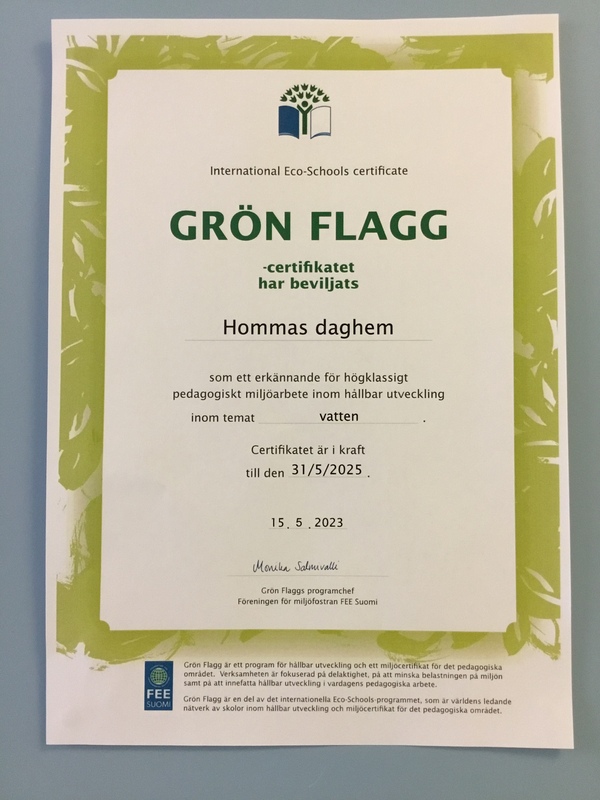 International Eco-Schools certificate
GRÖN FLAGG
-certifikatet
har beviljats
Hommas daghem
som ett erkännande för högklassigt
pedagogiskt miljöarbete inom hållbar utveckling
inom temat vatten .
Certifikatet är i kraft
till den 31/5/2025 .
15. 5 . 2023
Monika Salmivalli
Grön Flaggs programchef
Föreningen för miljöfostran FEE Suomi
FEE
SUOMI
Grön Flagg är ett program för hållbar utveckling och ett miljöcertifikat för det pedagogiska
området. Verksamheten är fokuserad på delaktighet, på att minska belastningen på miljön
samt på att innefatta hållbar utveckling i vardagens pedagogiska arbete.
Grön Flagg är en del av det internationella Eco-Schools-programmet, som är världens ledande
nätverk av skolor inom hållbar utveckling och miljöcertifikat för det pedagogiska området.